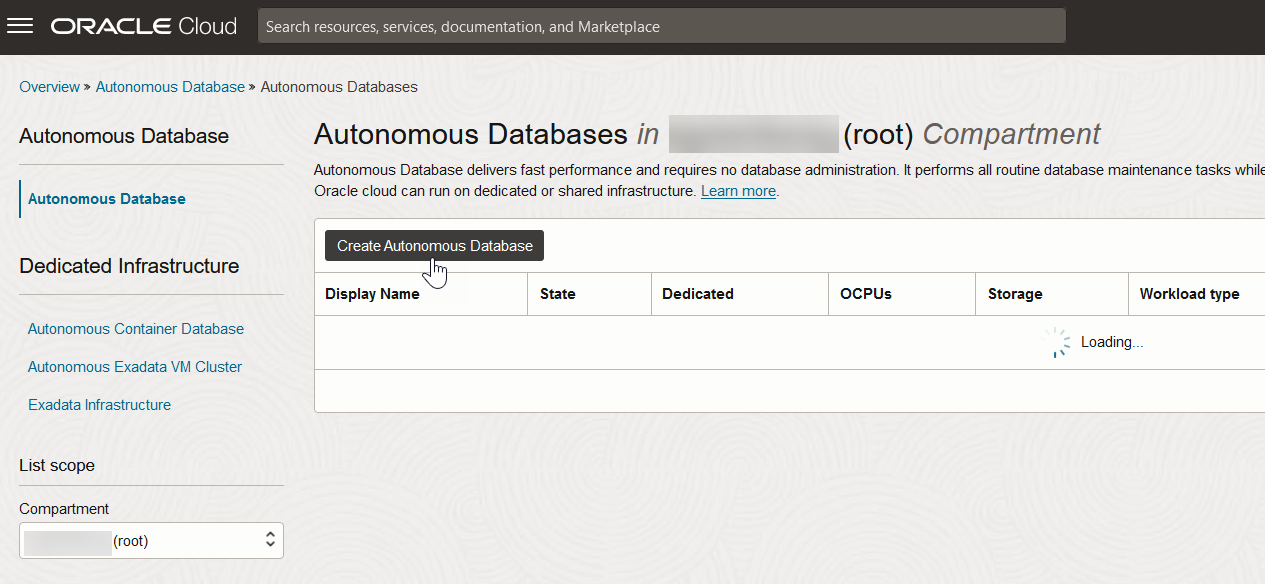 ORACLE Cloud
Search resources, services, documentation, and Marketplace
Overview » Autonomous Database » Autonomous Databases
Autonomous Database
Autonomous Database
Dedicated Infrastructure
Autonomous Container Database
Autonomous Exadata VM Cluster
Exadata Infrastructure
List scope
Compartment
(root)
Autonomous Databases in (root) Compartment
Autonomous Database delivers fast performance and requires no database administration. It performs all routine database maintenance tasks while
Oracle cloud can run on dedicated or shared infrastructure. Learn more.
Create Autonomous Database
Display Name State Dedicated OCPUs Storage Workload type
Loading...